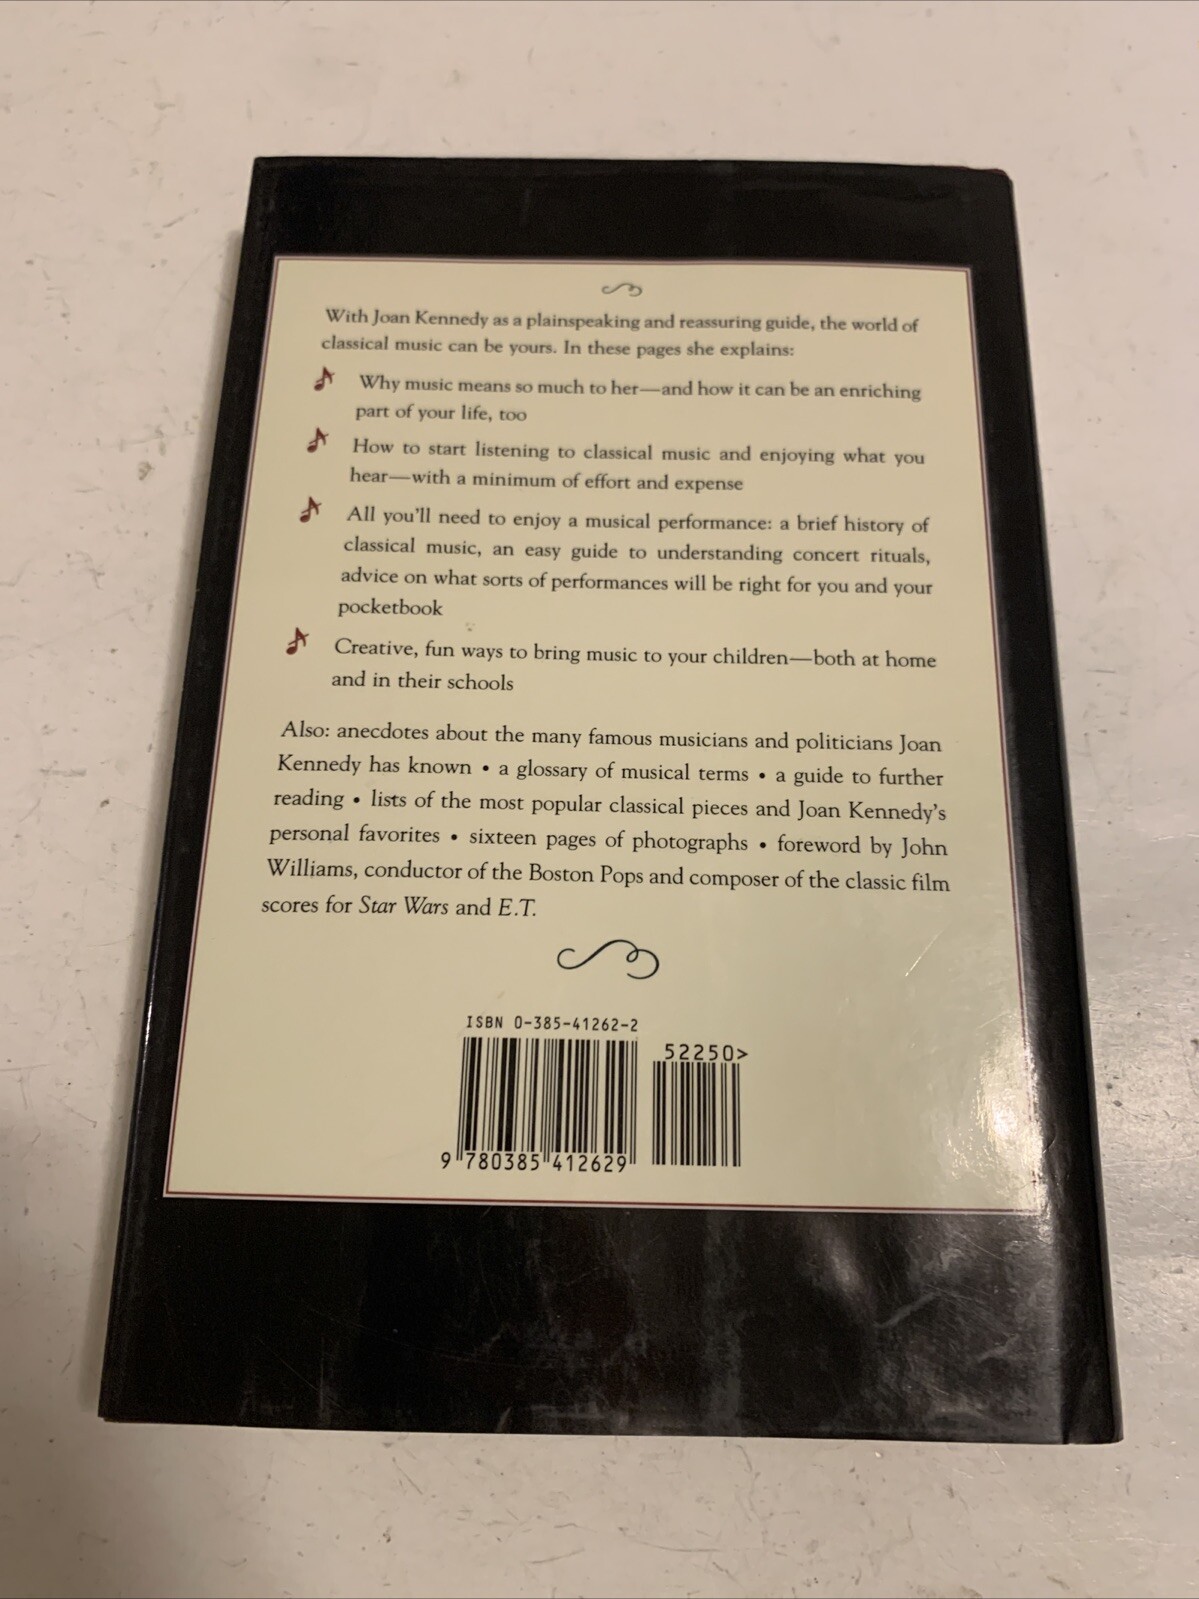 With Joan Kennedy as a plainspeaking and reassuring guide, the world of
classical music can be yours. In these pages she explains:
Why music means so much to her—and how it can be an enriching
part of your life, too
How to start listening to classical music and enjoying what you
hear—with a minimum of effort and expense
All you'll need to enjoy a musical performance: a brief history of
classical music, an easy guide to understanding concert rituals,
advice on what sorts of performances will be right for you and your
pocketbook
Creative, fun ways to bring music to your children—both at home
and in their schools
Also: anecdotes about the many famous musicians and politicians Joan
Kennedy has known • a glossary of musical terms • a guide to further
reading • lists of the most popular classical pieces and Joan Kennedy's
personal favorites • sixteen pages of photographs • foreword by John
Williams, conductor of the Boston Pops and composer of the classic film
scores for Star Wars and E.T.
ISBN 0-385-41262-2
52250>
9 780385 412629